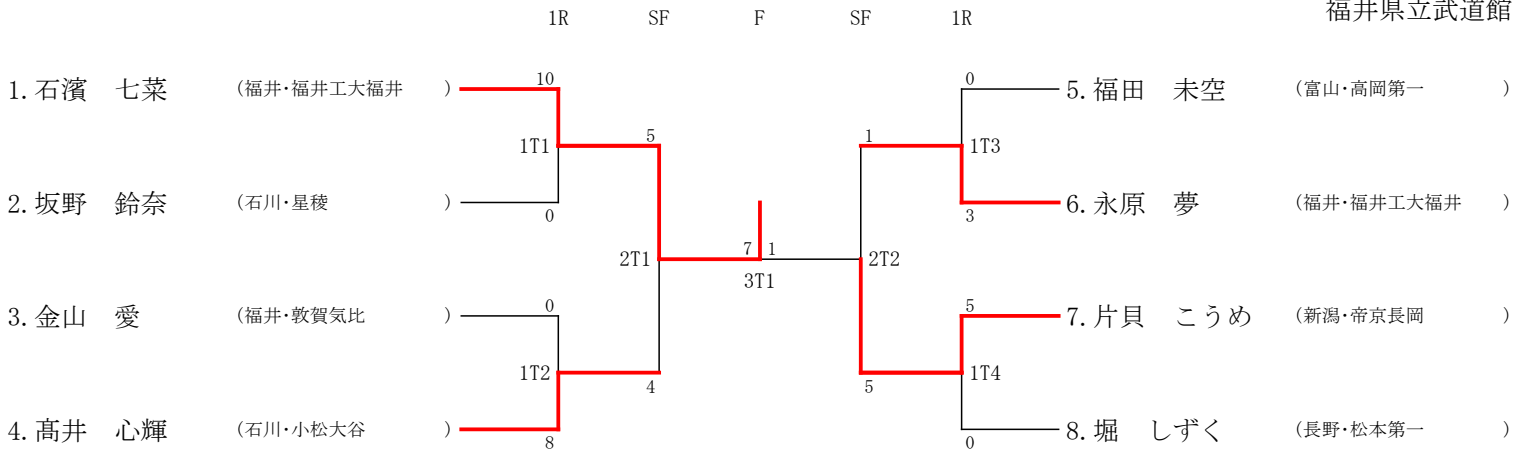 福井県立武道館
1R SF F SF 1R
1. 石濱 七菜 (福井・福井工大福井 ) 10 0 5. 福田 未空 (富山・高岡第一 )
1T1 5 1 1T3
2. 坂野 鈴奈 (石川・星稜 ) 0 3 6. 永原 夢 (福井・福井工大福井 )
2T1 7 1 2T2
3T1
3. 金山 愛 (福井・敦賀気比 ) 0 5 7. 片貝 こうめ (新潟・帝京長岡 )
1T2 4 5 1T4
4. 髙井 心輝 (石川・小松大谷 ) 8 0 8. 堀 しずく (長野・松本第一 )